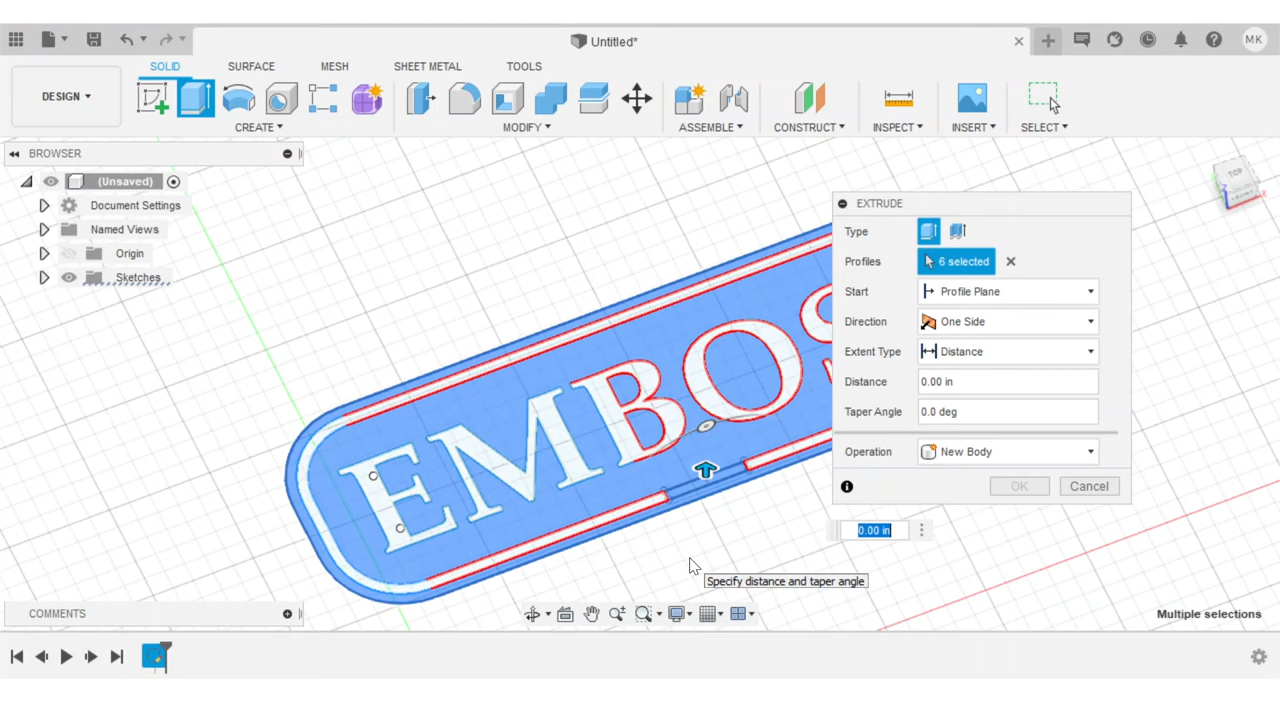 Untitled*
MK
DESIGN
SOLID
SURFACE
MESH
SHEET METAL
TOOLS
CREATE
MODIFY
ASSEMBLE
CONSTRUCT
INSPECT
INSERT
SELECT
BROWSER
(Unsaved)
Document Settings
Named Views
Origin
Sketches
TOP
EMBOS
EXTRUDE
Type
Profiles 6 selected
Start Profile Plane
Direction One Side
Extent Type Distance
Distance 0.00 in
Taper Angle 0.0 deg
Operation New Body
OK Cancel
0.00 in
Specify distance and taper angle
COMMENTS
Multiple selections